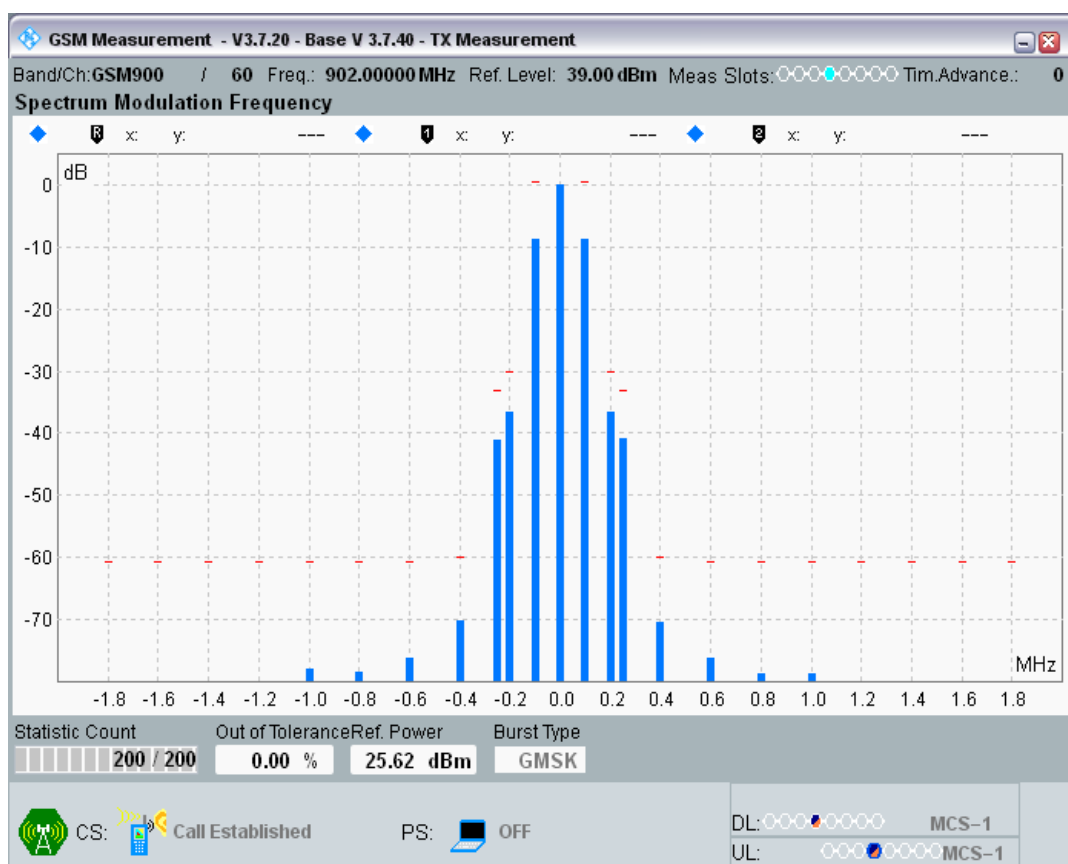 GSM Measurement - V3.7.20 - Base V 3.7.40 - TX Measurement
Band/Ch:GSM900 / 60 Freq.: 902.00000 MHz Ref. Level: 39.00 dBm Meas Slots: Tim.Advance.: 0
Spectrum Modulation Frequency
R x: y: --- 1 x: y: --- 2 x: y: ---
dB
0
-10
-20
-30
-40
-50
-60
-70
MHz
-1.8 -1.6 -1.4 -1.2 -1.0 -0.8 -0.6 -0.4 -0.2 0.0 0.2 0.4 0.6 0.8 1.0 1.2 1.4 1.6 1.8
Statistic Count Out of Tolerance Ref. Power Burst Type
200 / 200 0.00 % 25.62 dBm GMSK
CS: Call Established PS: OFF
DL: MCS-1
UL: MCS-1